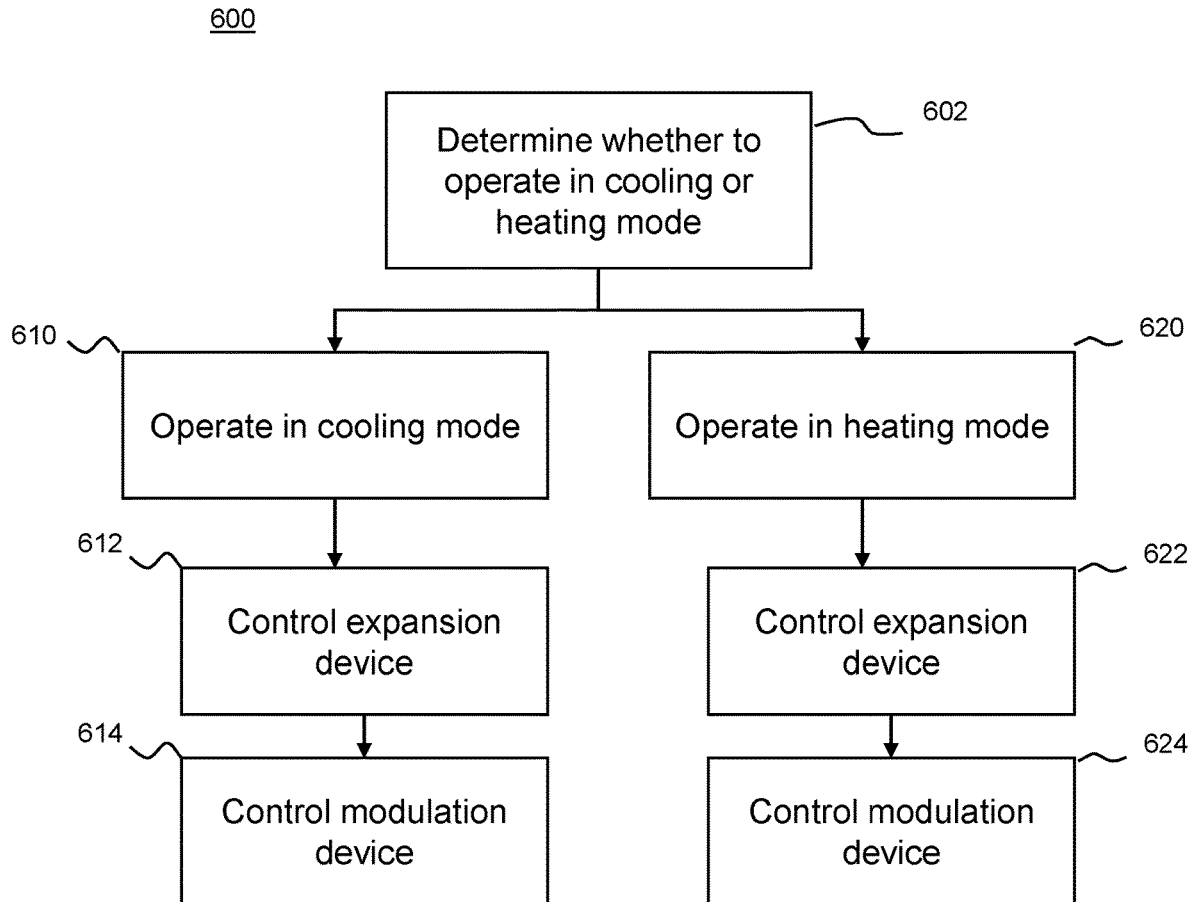 600
602
Determine whether to
operate in cooling or
heating mode
610
620
Operate in cooling mode
Operate in heating mode
612
622
Control expansion
device
Control expansion
device
614
624
Control modulation
device
Control modulation
device